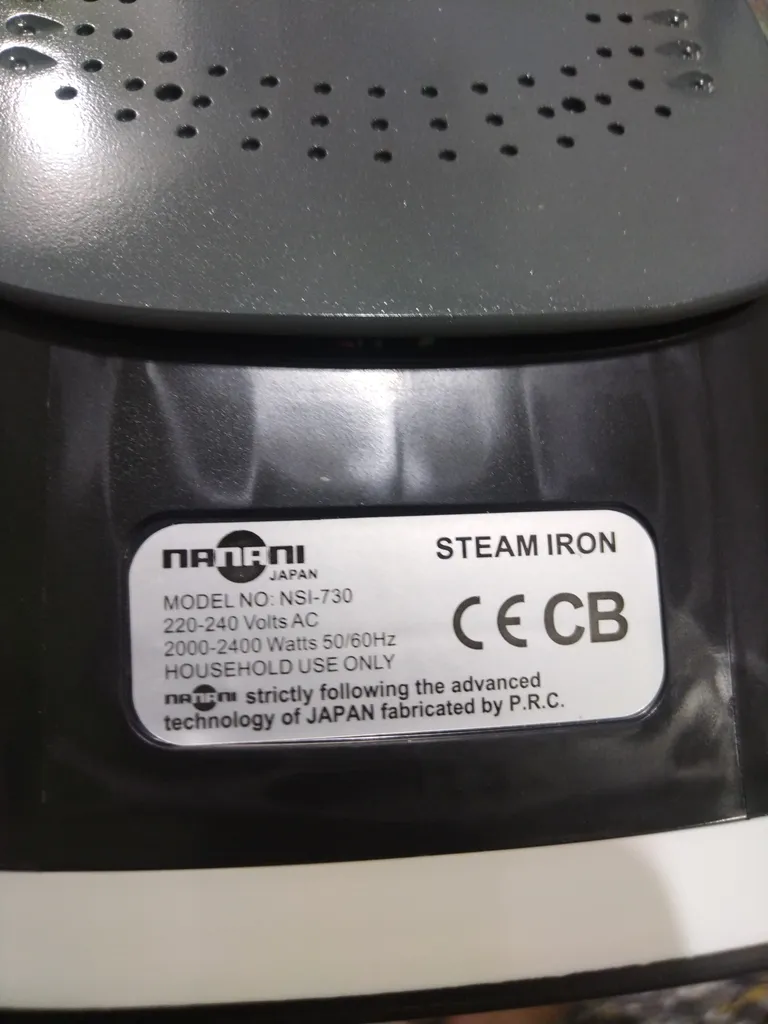 NANANI
JAPAN
STEAM IRON
MODEL NO: NSI-730
220-240 Volts AC
2000-2400 Watts 50/60Hz
HOUSEHOLD USE ONLY
CE CB
NANANI strictly following the advanced
technology of JAPAN fabricated by P.R.C.